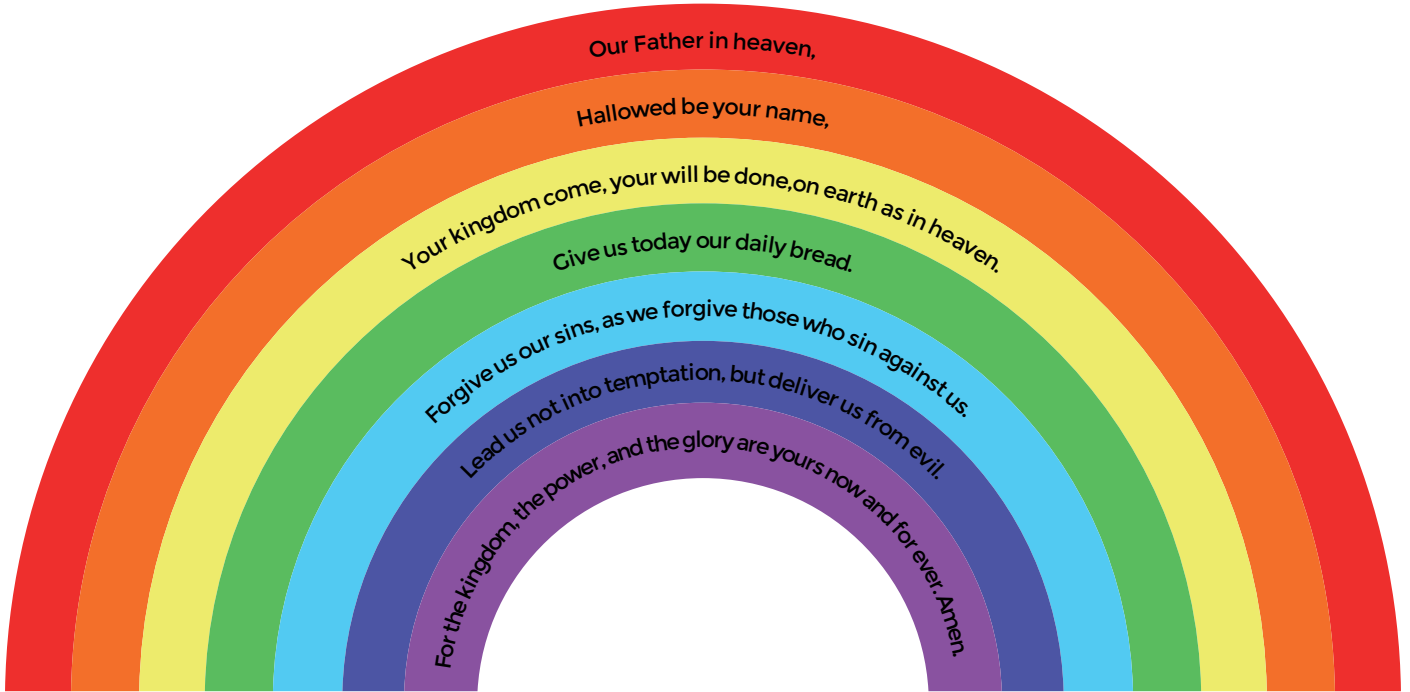 Our Father in heaven,
Hallowed be your name,
Your kingdom come, your will be done,on earth as in heaven.
Give us today our daily bread.
Forgive us our sins, as we forgive those who sin against us.
Lead us not into temptation, but deliver us from evil.
For the kingdom, the power, and the glory are yours now and for ever. Amen.